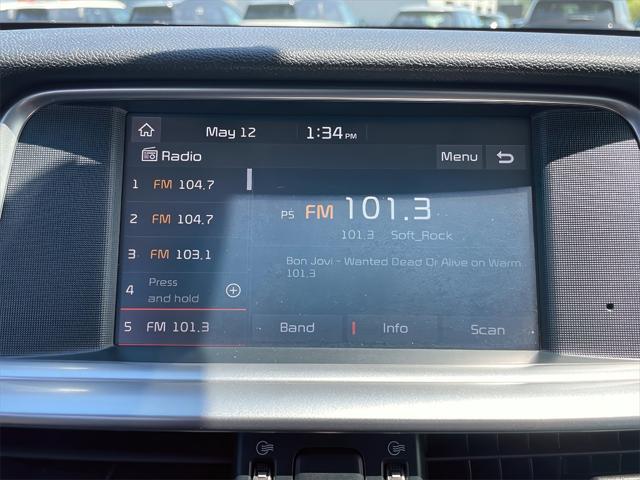 May 12 1:34 PM
Radio Menu
1 FM 104.7
2 FM 104.7
3 FM 103.1
4 Press and hold
5 FM 101.3
P5 FM 101.3
101.3 Soft_Rock
Bon Jovi - Wanted Dead Or Alive on Warm
101.3
Band Info Scan